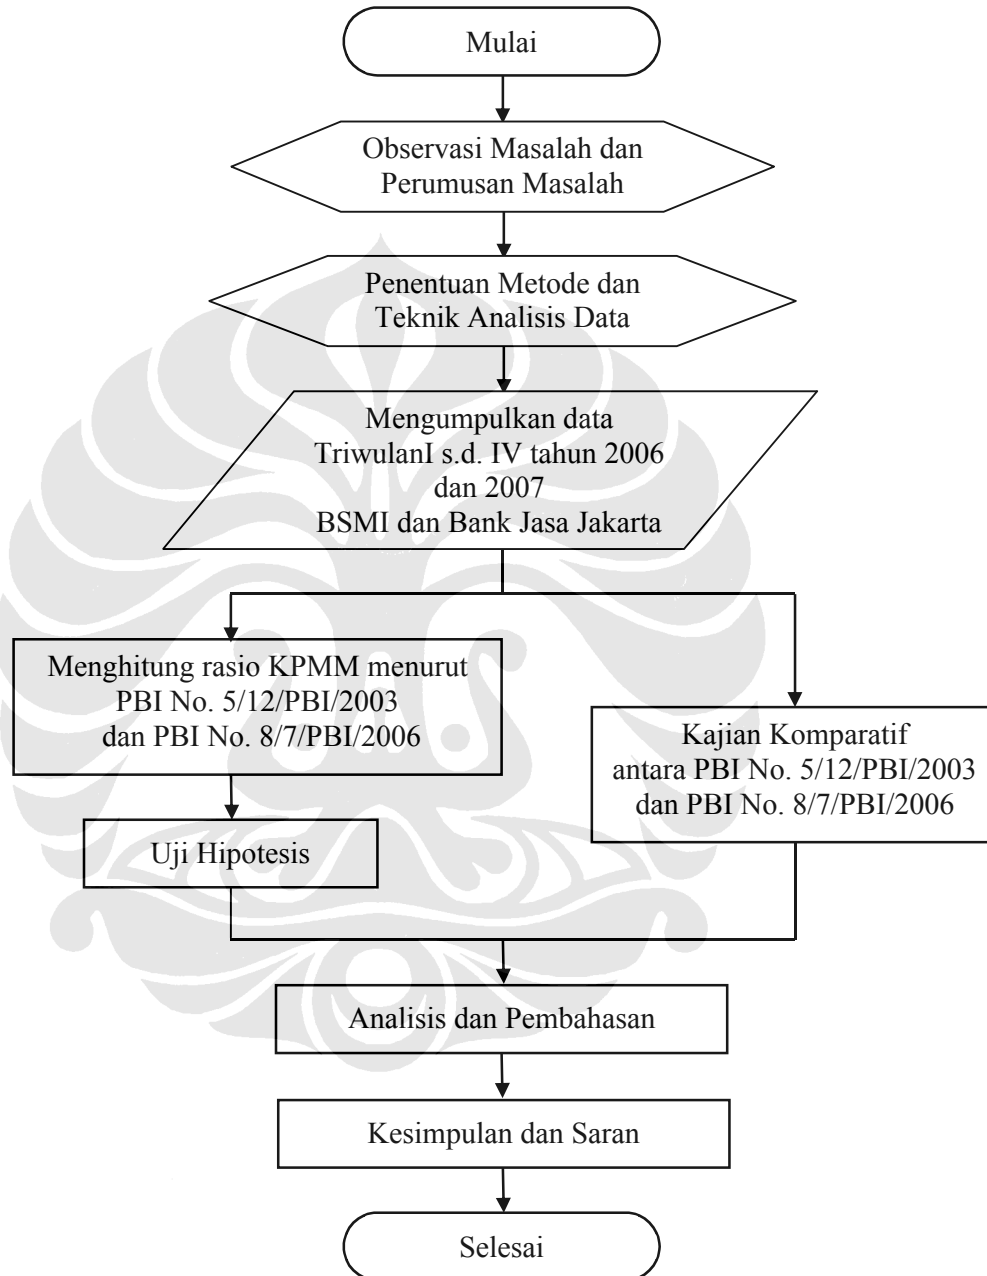 Mulai
Observasi Masalah dan
Perumusan Masalah
Penentuan Metode dan
Teknik Analisis Data
Mengumpulkan data
TriwulanI s.d. IV tahun 2006
dan 2007
BSMI dan Bank Jasa Jakarta
Menghitung rasio KPMM menurut
PBI No. 5/12/PBI/2003
dan PBI No. 8/7/PBI/2006
Kajian Komparatif
antara PBI No. 5/12/PBI/2003
dan PBI No. 8/7/PBI/2006
Uji Hipotesis
Analisis dan Pembahasan
Kesimpulan dan Saran
Selesai